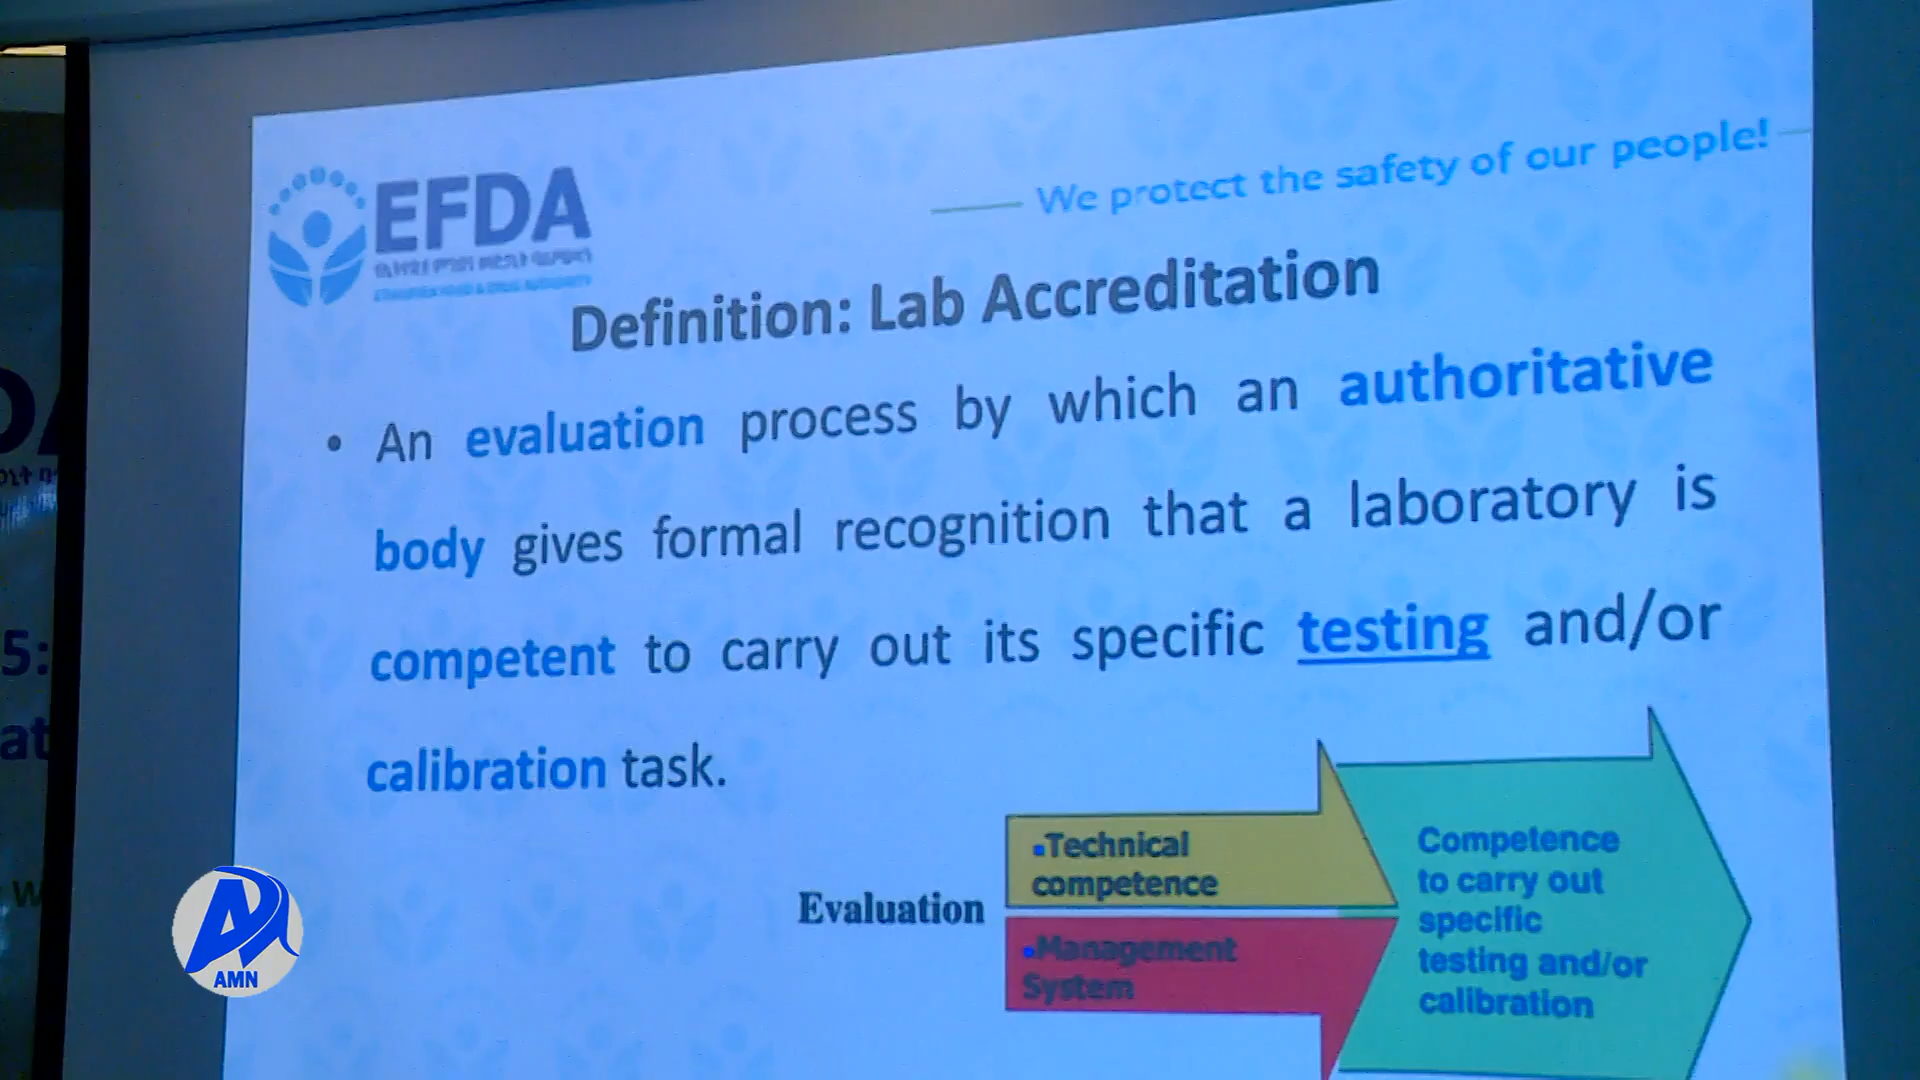 EFDA
We protect the safety of our people!
Definition: Lab Accreditation
• An evaluation process by which an authoritative
body gives formal recognition that a laboratory is
competent to carry out its specific testing and/or
calibration task.
Evaluation
▪Technical
competence
▪Management
System
Competence
to carry out
specific
testing and/or
calibration
5:
at
W
AMN